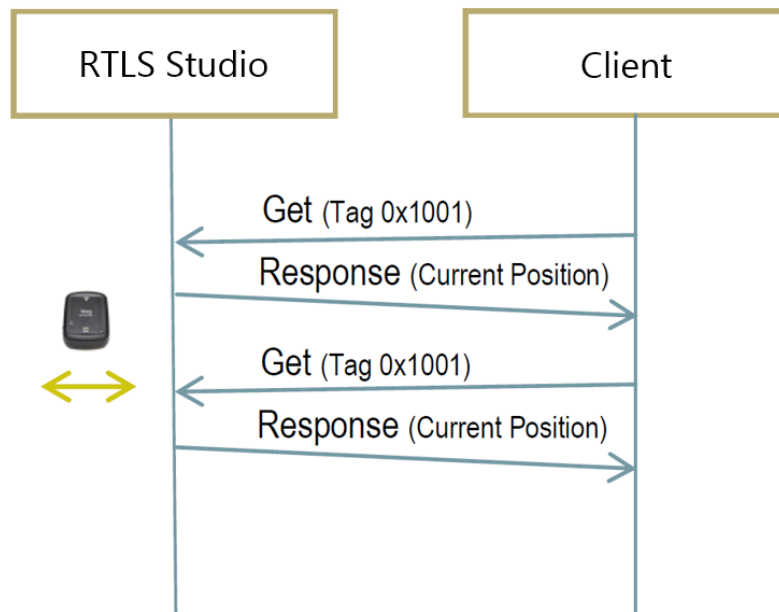 RTLS Studio
Client
Get (Tag 0x1001)
Response (Current Position)
Get (Tag 0x1001)
Response (Current Position)